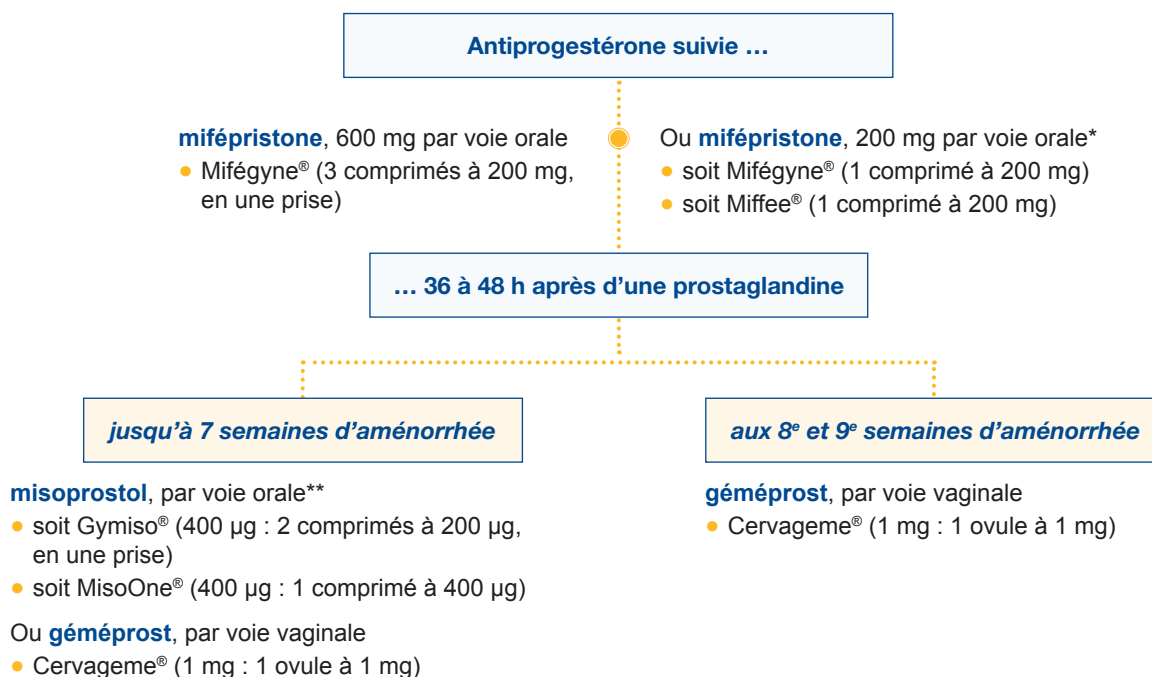 Antiprogestérone suivie …
mifépristone, 600 mg par voie orale
• Mifégyne® (3 comprimés à 200 mg,
en une prise)
Ou mifépristone, 200 mg par voie orale*
• soit Mifégyne® (1 comprimé à 200 mg)
• soit Miffee® (1 comprimé à 200 mg)
… 36 à 48 h après d’une prostaglandine
jusqu’à 7 semaines d’aménorrhée
misoprostol, par voie orale**
• soit Gymiso® (400 µg : 2 comprimés à 200 µg,
en une prise)
• soit MisoOne® (400 µg : 1 comprimé à 400 µg)
Ou géméprost, par voie vaginale
• Cervageme® (1 mg : 1 ovule à 1 mg)
aux 8e et 9e semaines d’aménorrhée
géméprost, par voie vaginale
• Cervageme® (1 mg : 1 ovule à 1 mg)